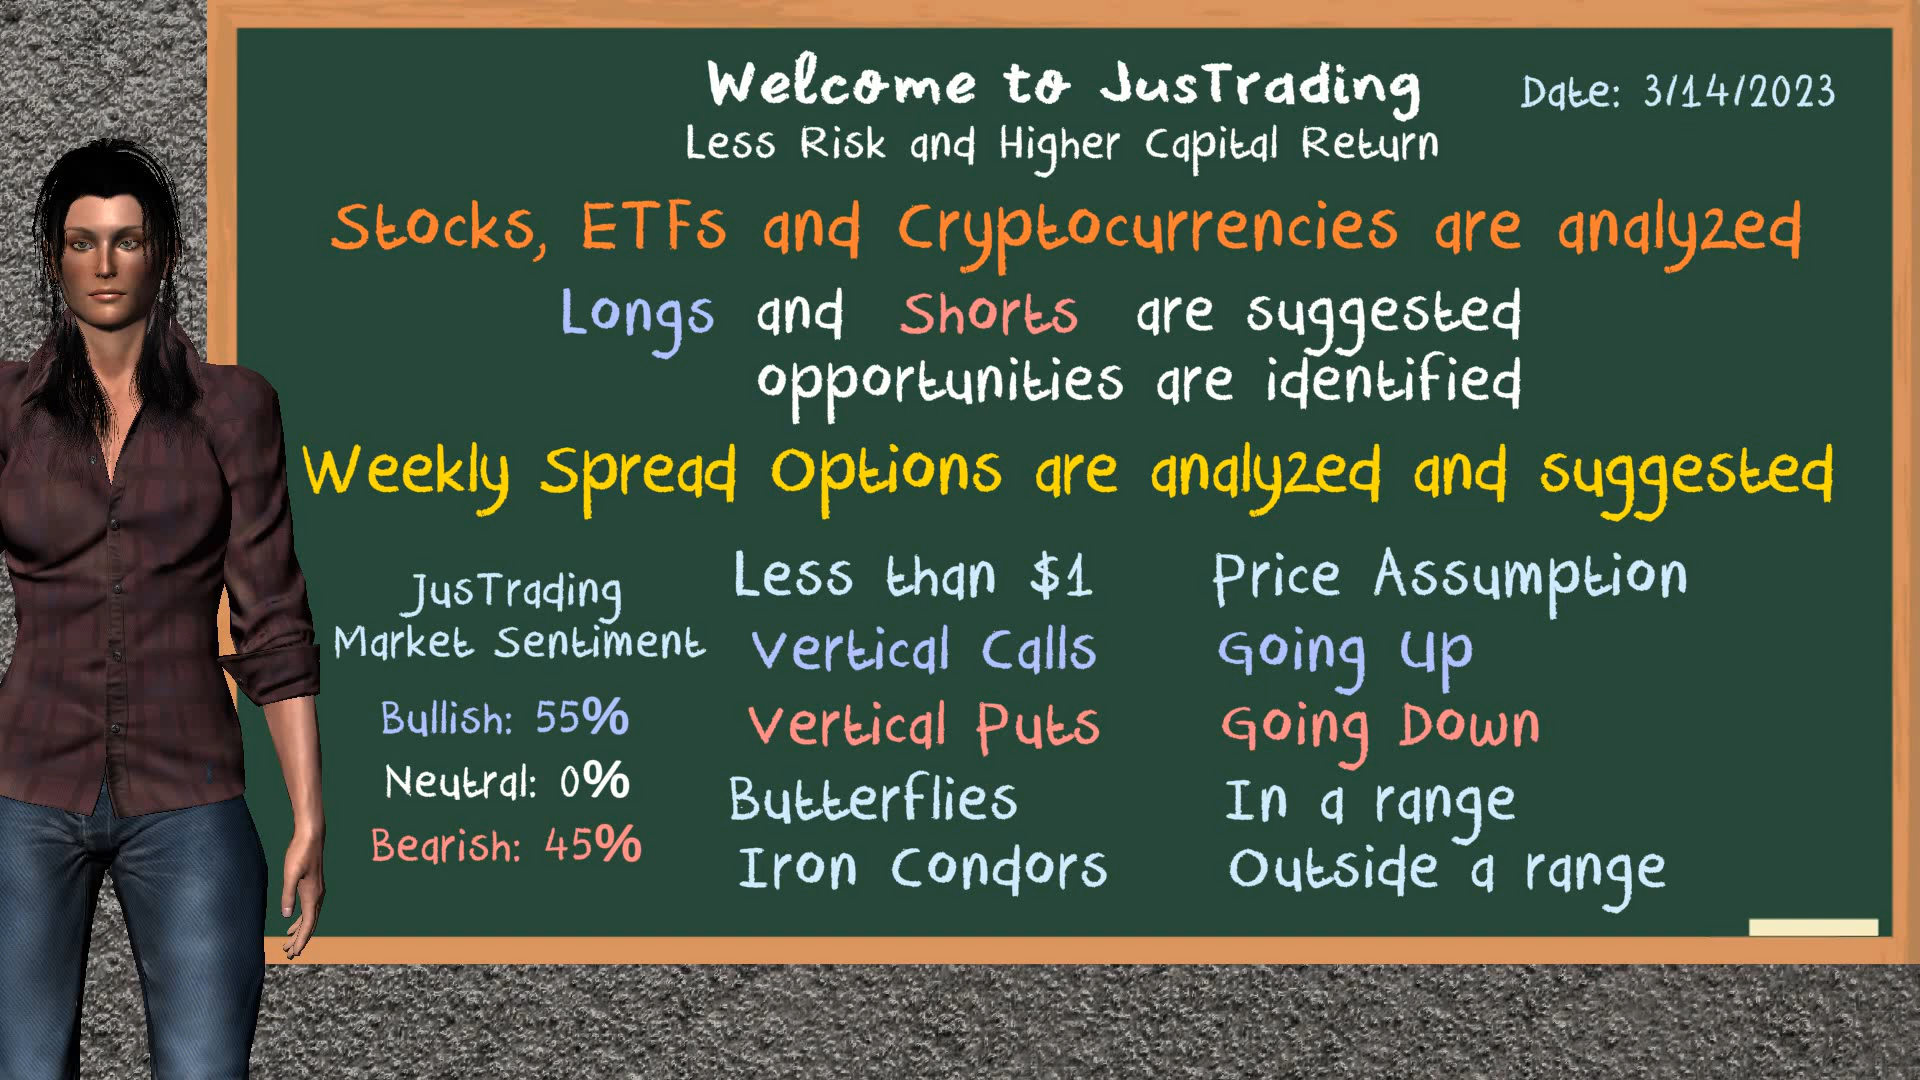 Welcome to JusTrading
Date: 3/14/2023
Less Risk and Higher Capital Return
Stocks, ETFs and Cryptocurrencies are analyzed
Longs and Shorts are suggested
opportunities are identified
Weekly Spread Options are analyzed and suggested
JusTrading
Market Sentiment
Bullish: 55%
Neutral: 0%
Bearish: 45%
Less than $1 Price Assumption
Vertical Calls Going Up
Vertical Puts Going Down
Butterflies In a range
Iron Condors Outside a range